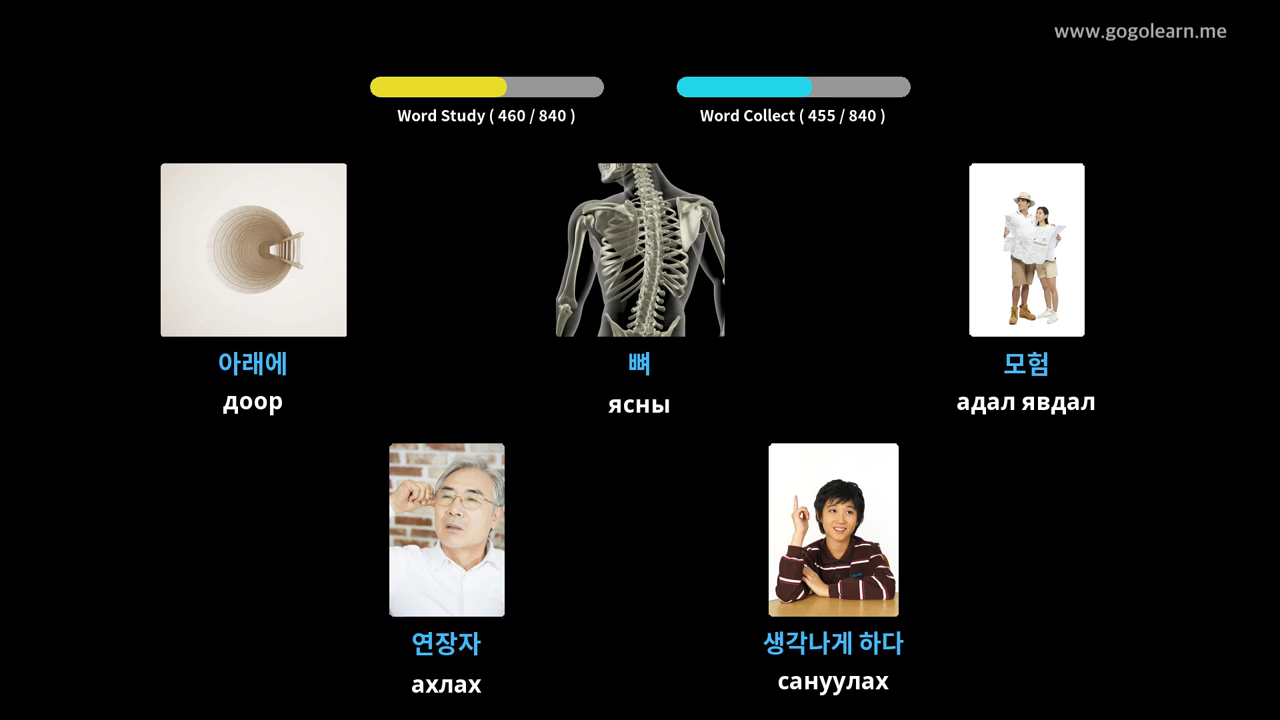 www.gogolearn.me
Word Study ( 460 / 840 )
Word Collect ( 455 / 840 )
아래에
доор
뼈
ясны
모험
адал явдал
연장자
ахлах
생각나게 하다
сануулах